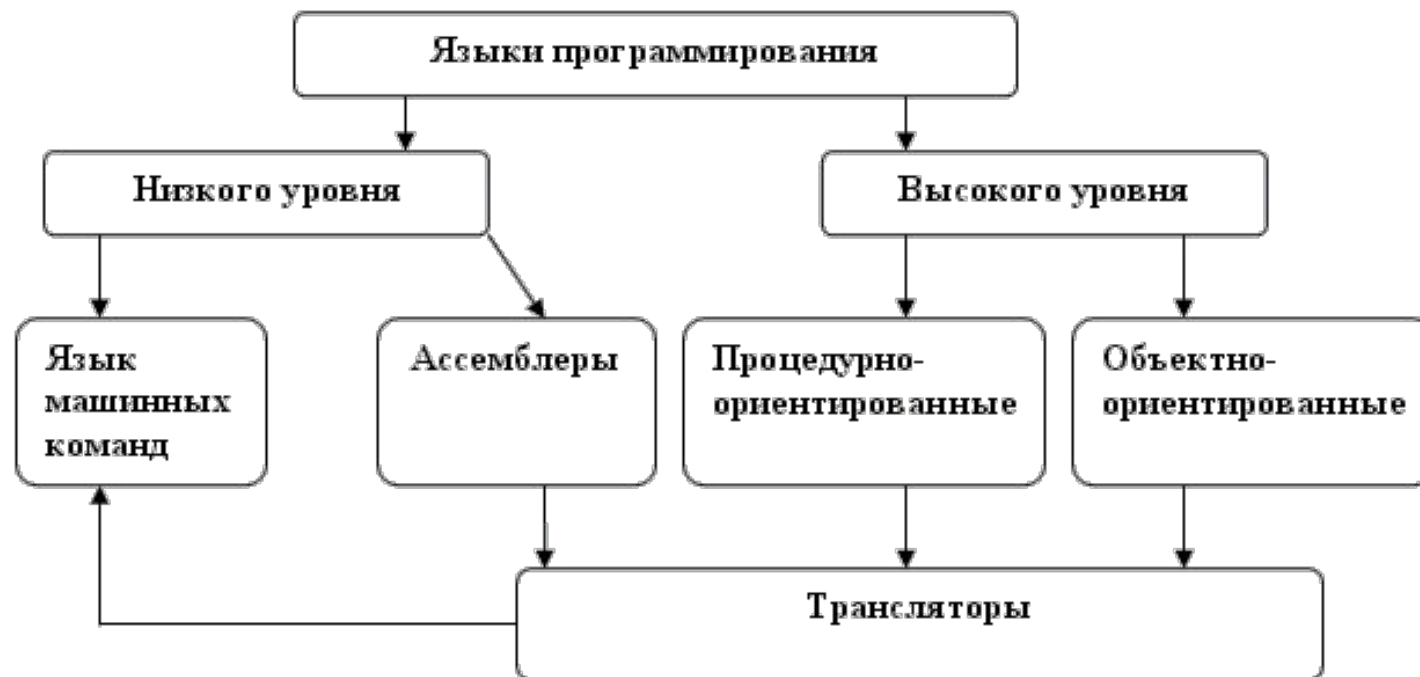 Языки программирования
Низкого уровня
Высокого уровня
Язык
машинных
команд
Ассемблеры
Процедурно-
ориентированные
Объектно-
ориентированные
Трансляторы